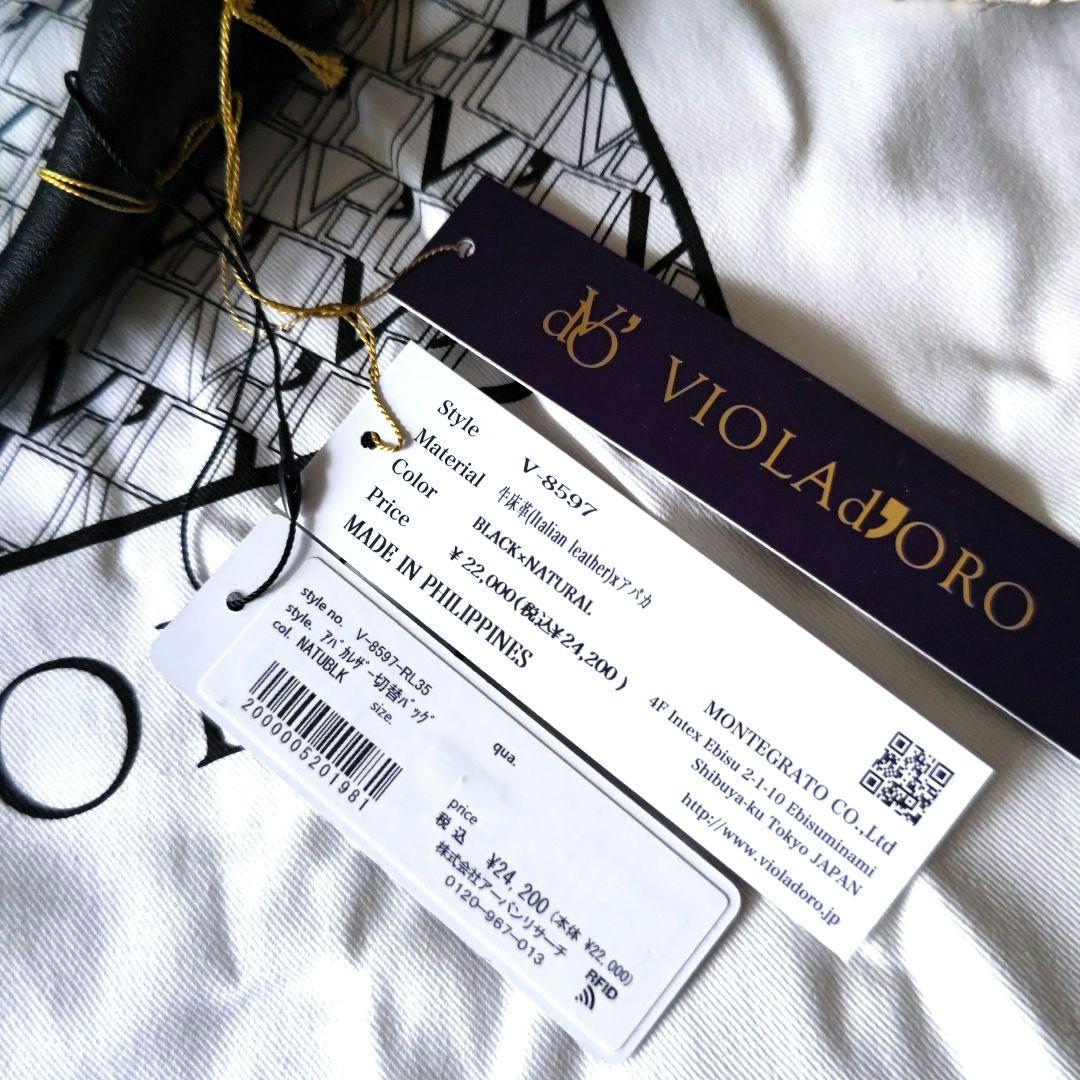 VIOLAd'ORO
Style V-8597
Material 牛床革(Italian leather)xアバカ
Color BLACK×NATURAL
Price ¥22,000(税込¥24,200)
MADE IN PHILIPPINES
MONTEGRATO CO.,Ltd
4F Intex Ebisu 2-1-10 Ebisuminami
Shibuya-ku Tokyo JAPAN
http://www.violadoro.jp
style no. V-8597-RL35
style. アバカレザー切替バッグ
col. NATUBLK
size.
2000005201981
qua.
price
税込 ¥24,200(本体 ¥22,000)
株式会社アーバンリサーチ
0120-967-013
RFID